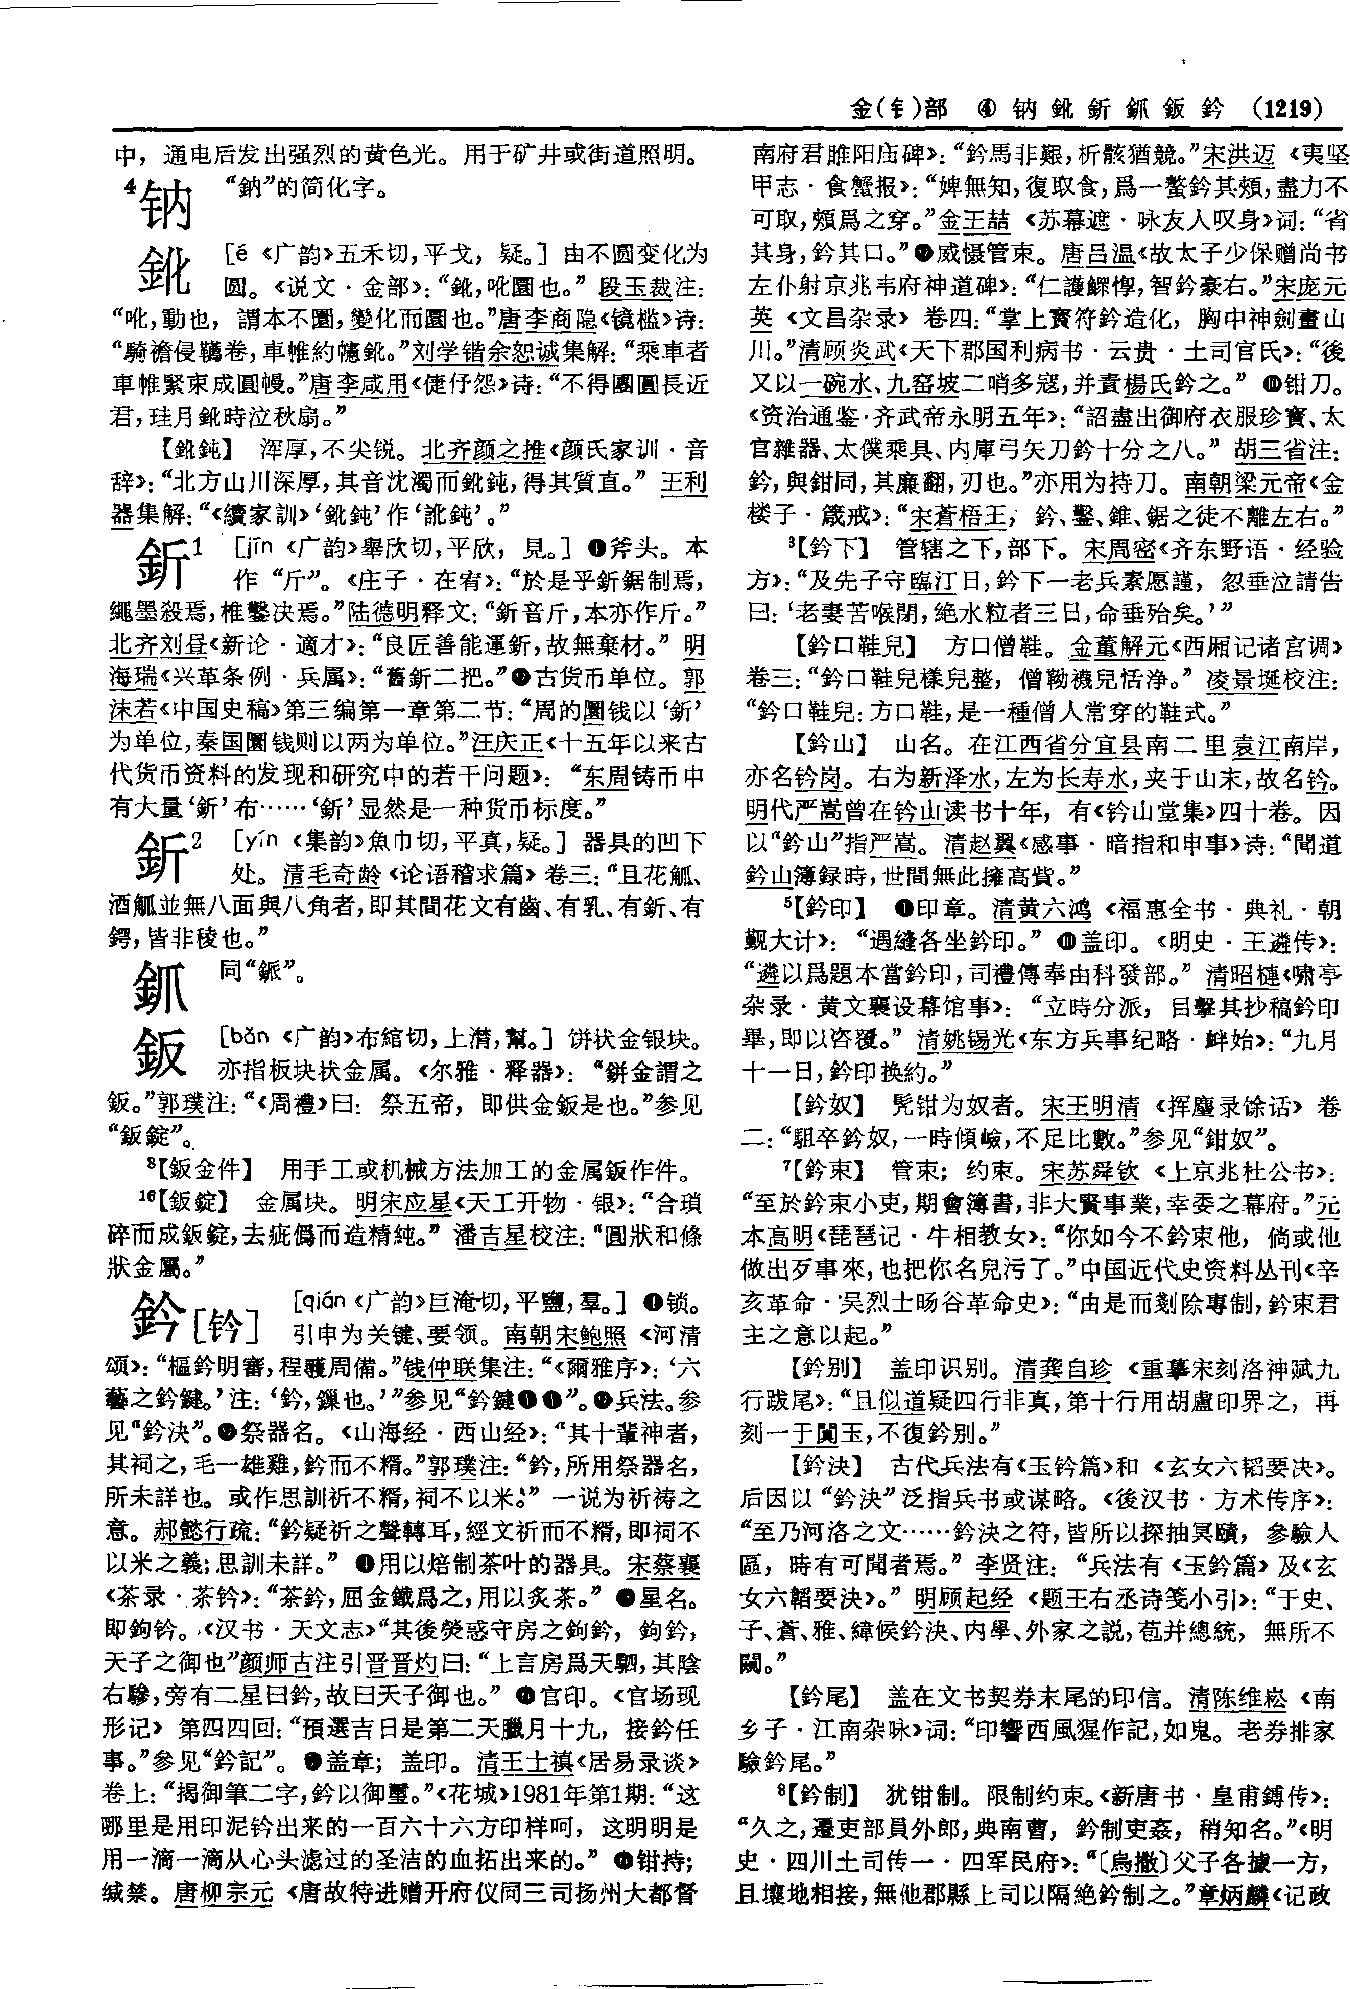 金(钅)部 ④ 钠 鈋 釿 釽 鈑 鈐 (1219)
中，通电后发出强烈的黄色光。用于矿井或街道照明。
4钠 “鈉”的简化字。
鈋 [é《广韵》五禾切，平戈，疑。] 由不圆变化为
圆。《说文·金部》：“鈋，吪圜也。”段玉裁注：
“吪，動也，謂本不圜，變化而圜也。”唐李商隐《镜槛》诗：
“騎襜侵鞲卷，車帷約幰鈋。”刘学锴余恕诚集解：“乘車者
車帷緊束成圓幔。”唐李咸用《倢伃怨》诗：“不得團圓長近
君，珪月鈋時泣秋扇。”
【鈋鈍】 浑厚，不尖锐。北齐颜之推《颜氏家训·音
辞》：“北方山川深厚，其音沈濁而鈋鈍，得其質直。”王利
器集解：“《續家訓》‘鈋鈍’作‘訛鈍’。”
釿1 [jīn《广韵》舉欣切，平欣，見。] ❶斧头。本
作“斤”。《庄子·在宥》：“於是乎釿鋸制焉，
繩墨殺焉，椎鑿決焉。”陆德明释文：“釿音斤，本亦作斤。”
北齐刘昼《新论·適才》：“良匠善能運釿，故無棄材。”明
海瑞《兴革条例·兵属》：“舊釿二把。”❷古货币单位。郭
沫若《中国史稿》第三编第一章第二节：“周的圜钱以‘釿’
为单位，秦国圜钱则以两为单位。”汪庆正《十五年以来古
代货币资料的发现和研究中的若干问题》：“东周铸币中
有大量‘釿’布……‘釿’显然是一种货币标度。”
釿2 [yín《集韵》魚巾切，平真，疑。] 器具的凹下
处。清毛奇龄《论语稽求篇》卷三：“且花觚、
酒觚並無八面與八角者，即其間花文有齒、有乳、有釿、有
鍔，皆非稜也。”
釽 同“鈲”。
鈑 [bǎn《广韵》布綰切，上潸，幫。] 饼状金银块。
亦指板块状金属。《尔雅·释器》：“鉼金謂之
鈑。”郭璞注：“《周禮》曰：祭五帝，即供金鈑是也。”参见
“鈑錠”。
8【鈑金件】 用手工或机械方法加工的金属鈑作件。
16【鈑錠】 金属块。明宋应星《天工开物·银》：“合瑣
碎而成鈑錠，去疵僞而造精純。”潘吉星校注：“圓狀和條
狀金屬。”
鈐[钤] [qián《广韵》巨淹切，平鹽，羣。] ❶锁。
引申为关键、要领。南朝宋鲍照《河清
颂》：“樞鈐明審，程護周備。”钱仲联集注：“《爾雅序》：‘六
藝之鈐鍵。’注：‘鈐，鏁也。’”参见“鈐鍵❶❶”。❷兵法。参
见“鈐決”。❸祭器名。《山海经·西山经》：“其十輩神者，
其祠之，毛一雄雞，鈐而不糈。”郭璞注：“鈐，所用祭器名，
所未詳也。或作思訓祈不糈，祠不以米。”一说为祈祷之
意。郝懿行疏：“鈐疑祈之聲轉耳，經文祈而不糈，即祠不
以米之義；思訓未詳。”❹用以焙制茶叶的器具。宋蔡襄
《茶录·茶钤》：“茶鈐，屈金鐵爲之，用以炙茶。”❺星名。
即鉤钤。《汉书·天文志》“其後熒惑守房之鉤鈐，鉤鈐，
天子之御也”颜师古注引晋晋灼曰：“上言房爲天駟，其陰
右驂，旁有二星曰鈐，故曰天子御也。”❻官印。《官场现
形记》第四四回：“預選吉日是第二天臘月十九，接鈐任
事。”参见“鈐記”。❼盖章；盖印。清王士禛《居易录谈》
卷上：“揭御筆二字，鈐以御璽。”《花城》1981年第1期：“这
哪里是用印泥钤出来的一百六十六方印样呵，这明明是
用一滴一滴从心头滤过的圣洁的血拓出来的。”❽钳持；
缄禁。唐柳宗元《唐故特进赠开府仪同三司扬州大都督
南府君睢阳庙碑》：“鈐馬非艱，析骸猶競。”宋洪迈《夷坚
甲志·食蟹报》：“婢無知，復取食，爲一螯鈐其頰，盡力不
可取，頰爲之穿。”金王喆《苏幕遮·咏友人叹身》词：“省
其身，鈐其口。”❾威慑管束。唐吕温《故太子少保赠尚书
左仆射京兆韦府神道碑》：“仁護鰥惸，智鈐豪右。”宋庞元
英《文昌杂录》卷四：“掌上寶符鈐造化，胸中神劍畫山
川。”清顾炎武《天下郡国利病书·云贵·土司官氏》：“後
又以一碗水、九窑坡二哨多寇，并責楊氏鈐之。”❿钳刀。
《资治通鉴·齐武帝永明五年》：“詔盡出御府衣服珍寶、太
官雜器、太僕乘具、内庫弓矢刀鈐十分之八。”胡三省注：
鈐，與鉗同，其廉翻，刃也。”亦用为持刀。南朝梁元帝《金
楼子·箴戒》：“宋蒼梧王，鈐、鑿、錐、鋸之徒不離左右。”
3【鈐下】 管辖之下，部下。宋周密《齐东野语·经验
方》：“及先子守臨汀日，鈐下一老兵素愿謹，忽垂泣請告
曰：‘老妻苦喉閉，絶水粒者三日，命垂殆矣。’”
【鈐口鞋兒】 方口僧鞋。金董解元《西厢记诸宫调》
卷三：“鈐口鞋兒樣兒整，僧勒襪兒恬浄。”凌景埏校注：
“鈐口鞋兒：方口鞋，是一種僧人常穿的鞋式。”
【鈐山】 山名。在江西省分宜县南二里袁江南岸，
亦名钤岗。右为新泽水，左为长寿水，夹于山末，故名钤。
明代严嵩曾在钤山读书十年，有《钤山堂集》四十卷。因
以“鈐山”指严嵩。清赵翼《感事·暗指和申事》诗：“聞道
鈐山簿録時，世間無此擁高貲。”
5【鈐印】 ❶印章。清黄六鸿《福惠全书·典礼·朝
觐大计》：“遇縫各坐鈐印。”❷盖印。《明史·王遴传》：
“遴以爲題本當鈐印，司禮傳奉由科發部。”清昭梿《啸亭
杂录·黄文襄设幕馆事》：“立時分派，目擊其抄稿鈐印
畢，即以咨覆。”清姚锡光《东方兵事纪略·衅始》：“九月
十一日，鈐印换約。”
【鈐奴】 髡钳为奴者。宋王明清《挥麈录馀话》卷
二：“駔卒鈐奴，一時傾嶮，不足比數。”参见“鉗奴”。
7【鈐束】 管束；约束。宋苏舜钦《上京兆杜公书》：
“至於鈐束小吏，期會簿書，非大賢事業，幸委之幕府。”元
本高明《琵琶记·牛相教女》：“你如今不鈐束他，倘或他
做出歹事來，也把你名兒污了。”中国近代史资料丛刊《辛
亥革命·吴烈士旸谷革命史》：“由是而剗除專制，鈐束君
主之意以起。”
【鈐别】 盖印识别。清龚自珍《重摹宋刻洛神赋九
行跋尾》：“且似道疑四行非真，第十行用胡盧印界之，再
刻一于闐玉，不復鈐别。”
【鈐決】 古代兵法有《玉钤篇》和《玄女六韬要决》。
后因以“鈐決”泛指兵书或谋略。《後汉书·方术传序》：
“至乃河洛之文……鈐決之符，皆所以探抽冥賾，參驗人
區，時有可聞者焉。”李贤注：“兵法有《玉鈐篇》及《玄
女六韜要決》。”明顾起经《题王右丞诗笺小引》：“于史、
子、蒼、雅、緯候鈐決、内學、外家之説，苞并總統，無所不
闚。”
【鈐尾】 盖在文书契券末尾的印信。清陈维崧《南
乡子·江南杂咏》词：“印響西風猩作記，如鬼。老券排家
驗鈐尾。”
8【鈐制】 犹钳制。限制约束。《新唐书·皇甫鎛传》：
“久之，遷吏部員外郎，典南曹，鈐制吏姦，稍知名。”《明
史·四川土司传一·四军民府》：“〔烏撒〕父子各據一方，
且壤地相接，無他郡縣上司以隔絶鈐制之。”章炳麟《记政